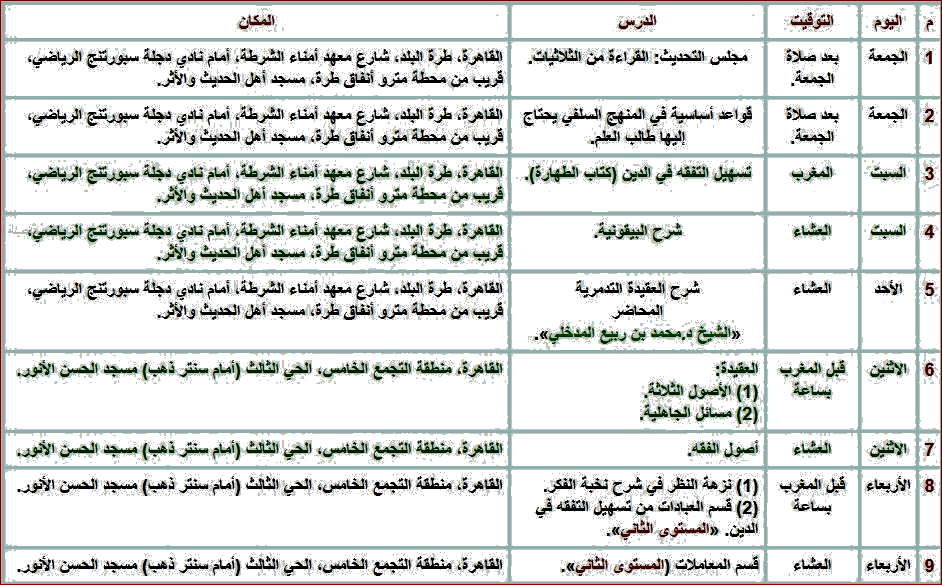 م اليوم التوقيت الدرس المكان
1 الجمعة بعد صلاة الجمعة. مجلس التحديث: القراءة من الثلاثيات. القاهرة، طرة البلد، شارع معهد أمناء الشرطة، أمام نادي دجلة سبورتنج الرياضي، قريب من محطة مترو أنفاق طرة، مسجد أهل الحديث والأثر.
2 الجمعة بعد صلاة الجمعة. قواعد أساسية في المنهج السلفي يحتاج إليها طالب العلم. القاهرة، طرة البلد، شارع معهد أمناء الشرطة، أمام نادي دجلة سبورتنج الرياضي، قريب من محطة مترو أنفاق طرة، مسجد أهل الحديث والأثر.
3 السبت المغرب تسهيل التفقه في الدين (كتاب الطهارة). القاهرة، طرة البلد، شارع معهد أمناء الشرطة، أمام نادي دجلة سبورتنج الرياضي، قريب من محطة مترو أنفاق طرة، مسجد أهل الحديث والأثر.
4 السبت العشاء شرح البيقونية. القاهرة، طرة البلد، شارع معهد أمناء الشرطة، أمام نادي دجلة سبورتنج الرياضي، قريب من محطة مترو أنفاق طرة، مسجد أهل الحديث والأثر.
5 الأحد العشاء شرح العقيدة التدمرية المحاضر «الشيخ د.محمد بن ربيع المدخلي». القاهرة، طرة البلد، شارع معهد أمناء الشرطة، أمام نادي دجلة سبورتنج الرياضي، قريب من محطة مترو أنفاق طرة، مسجد أهل الحديث والأثر.
6 الاثنين قبل المغرب بساعة العقيدة: (1) الأصول الثلاثة. (2) مسائل الجاهلية. القاهرة، منطقة التجمع الخامس، الحي الثالث (أمام سنتر ذهب) مسجد الحسن الأنور.
7 الاثنين العشاء أصول الفقه. القاهرة، منطقة التجمع الخامس، الحي الثالث (أمام سنتر ذهب) مسجد الحسن الأنور.
8 الأربعاء قبل المغرب بساعة (1) نزهة النظر في شرح نخبة الفكر. (2) قسم العبادات من تسهيل التفقه في الدين. «المستوى الثاني». القاهرة، منطقة التجمع الخامس، الحي الثالث (أمام سنتر ذهب) مسجد الحسن الأنور.
9 الأربعاء العشاء قسم المعاملات (المستوى الثاني». القاهرة، منطقة التجمع الخامس، الحي الثالث (أمام سنتر ذهب) مسجد الحسن الأنور.